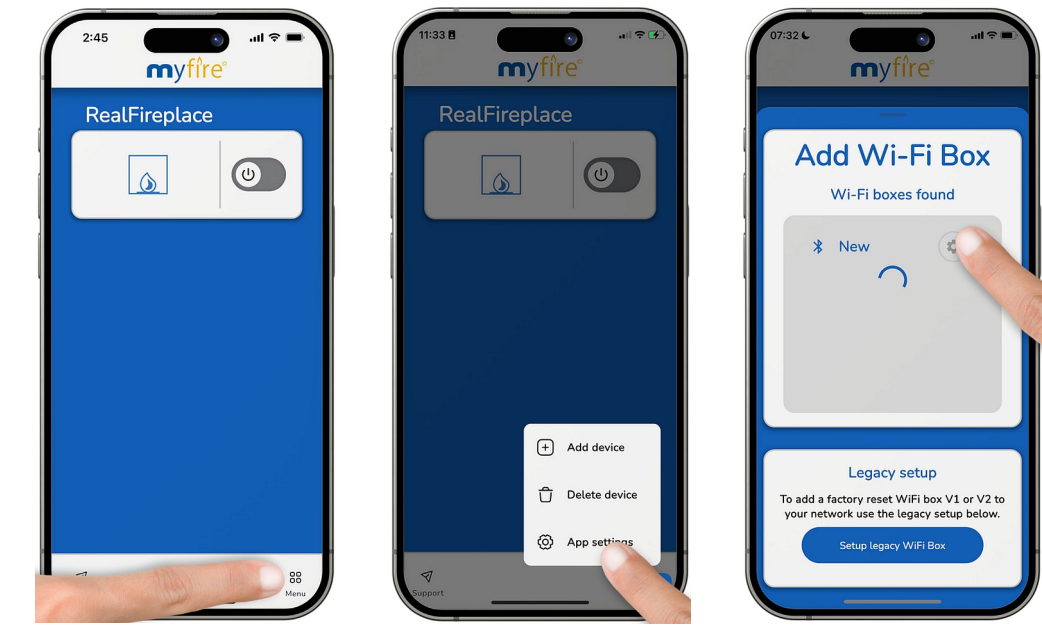 2:45
myfire
RealFireplace
Menu
11:33
myfire
RealFireplace
Add device
Delete device
App settings
Support
07:32
myfire
Add Wi-Fi Box
Wi-Fi boxes found
New
Legacy setup
To add a factory reset WiFi box V1 or V2 to
your network use the legacy setup below.
Setup legacy WiFi Box